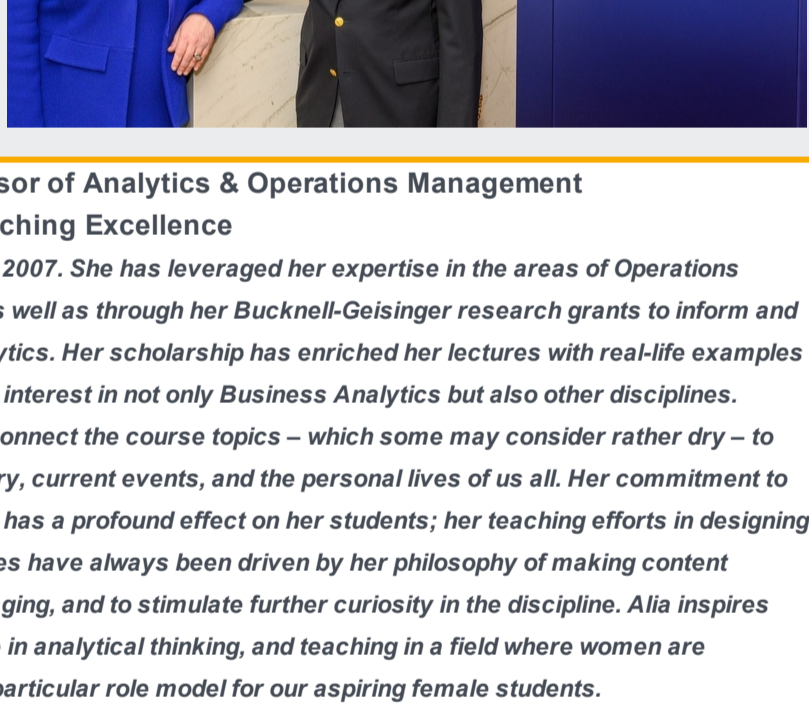 sor of Analytics & Operations Management
ching Excellence
2007. She has leveraged her expertise in the areas of Operations
s well as through her Bucknell-Geisinger research grants to inform and
ytics. Her scholarship has enriched her lectures with real-life examples
interest in not only Business Analytics but also other disciplines.
onnect the course topics – which some may consider rather dry – to
ry, current events, and the personal lives of us all. Her commitment to
has a profound effect on her students; her teaching efforts in designing
es have always been driven by her philosophy of making content
ging, and to stimulate further curiosity in the discipline. Alia inspires
in analytical thinking, and teaching in a field where women are
particular role model for our aspiring female students.